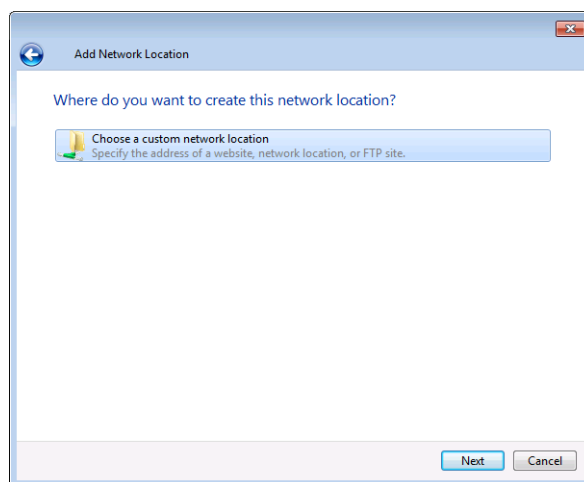 Add Network Location
Where do you want to create this network location?
Choose a custom network location
Specify the address of a website, network location, or FTP site.
Next
Cancel